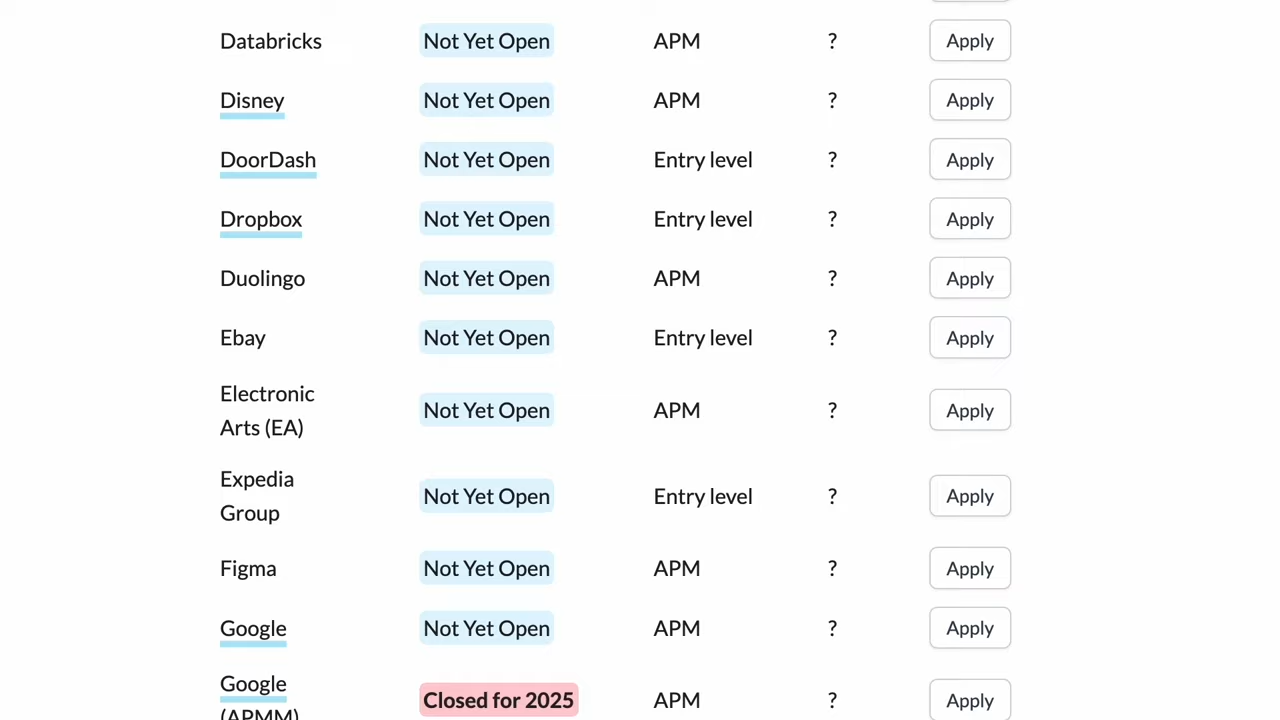 Databricks Not Yet Open APM ? Apply
Disney Not Yet Open APM ? Apply
DoorDash Not Yet Open Entry level ? Apply
Dropbox Not Yet Open Entry level ? Apply
Duolingo Not Yet Open APM ? Apply
Ebay Not Yet Open Entry level ? Apply
Electronic
Arts (EA) Not Yet Open APM ? Apply
Expedia
Group Not Yet Open Entry level ? Apply
Figma Not Yet Open APM ? Apply
Google Not Yet Open APM ? Apply
Google
(APMM) Closed for 2025 APM ? Apply